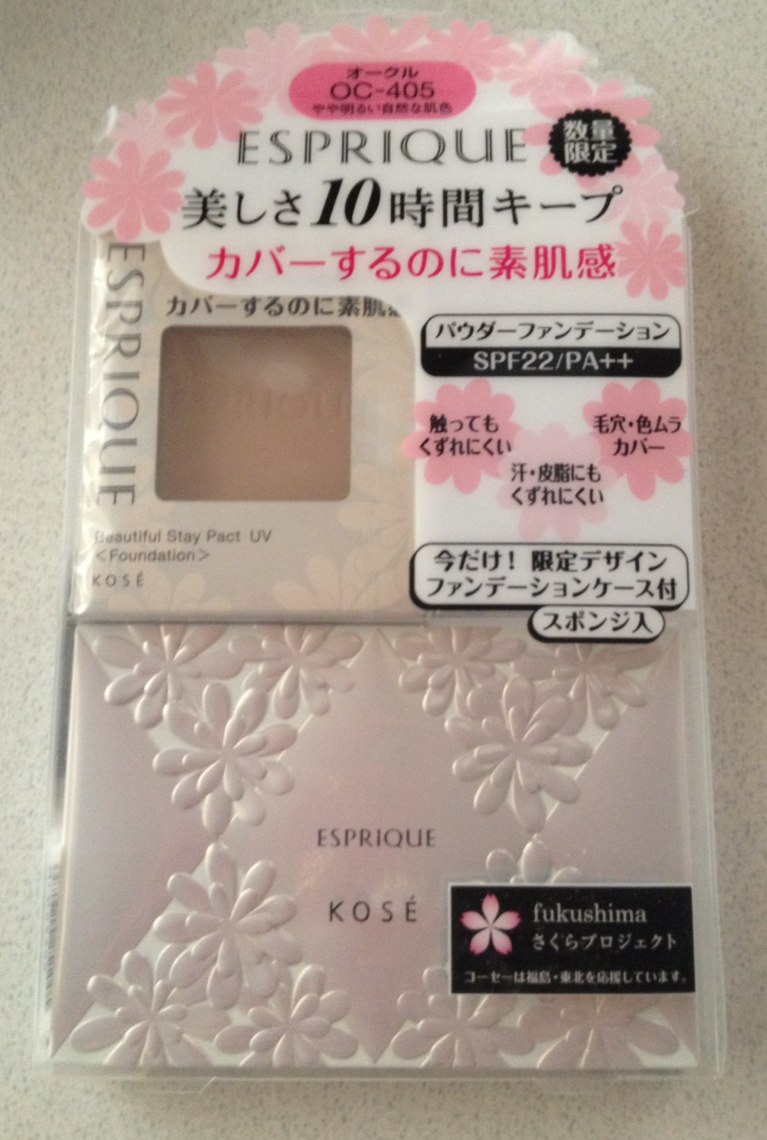 オークル
OC-405
やや明るい自然な肌色
ESPRIQUE
数量
限定
美しさ10時間キープ
カバーするのに素肌感
ESPRIQUE
カバーするのに素肌感
パウダーファンデーション
SPF22/PA++
触っても
くずれにくい
毛穴・色ムラ
カバー
汗・皮脂にも
くずれにくい
Beautiful Stay Pact UV
<Foundation>
KOSÉ
今だけ! 限定デザイン
ファンデーションケース付
スポンジ入
ESPRIQUE
KOSÉ
fukushima
さくらプロジェクト
コーセーは福島・東北を応援しています。